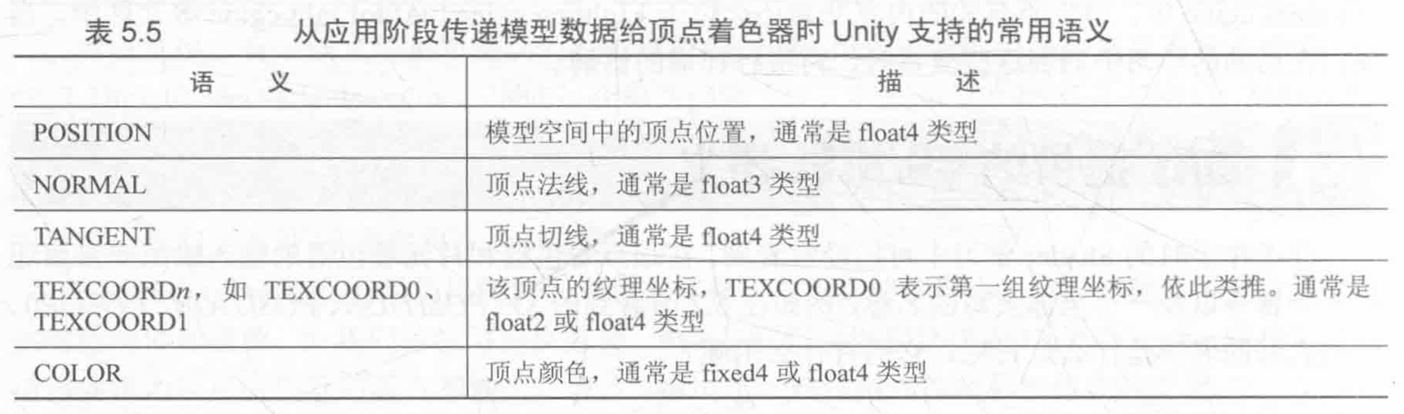 表 5.5 从应用阶段传递模型数据给顶点着色器时 Unity 支持的常用语义
语 义 描 述
POSITION 模型空间中的顶点位置，通常是 float4 类型
NORMAL 顶点法线，通常是 float3 类型
TANGENT 顶点切线，通常是 float4 类型
TEXCOORDn，如 TEXCOORD0、
TEXCOORD1
该顶点的纹理坐标，TEXCOORD0 表示第一组纹理坐标，依此类推。通常是
float2 或 float4 类型
COLOR 顶点颜色，通常是 fixed4 或 float4 类型